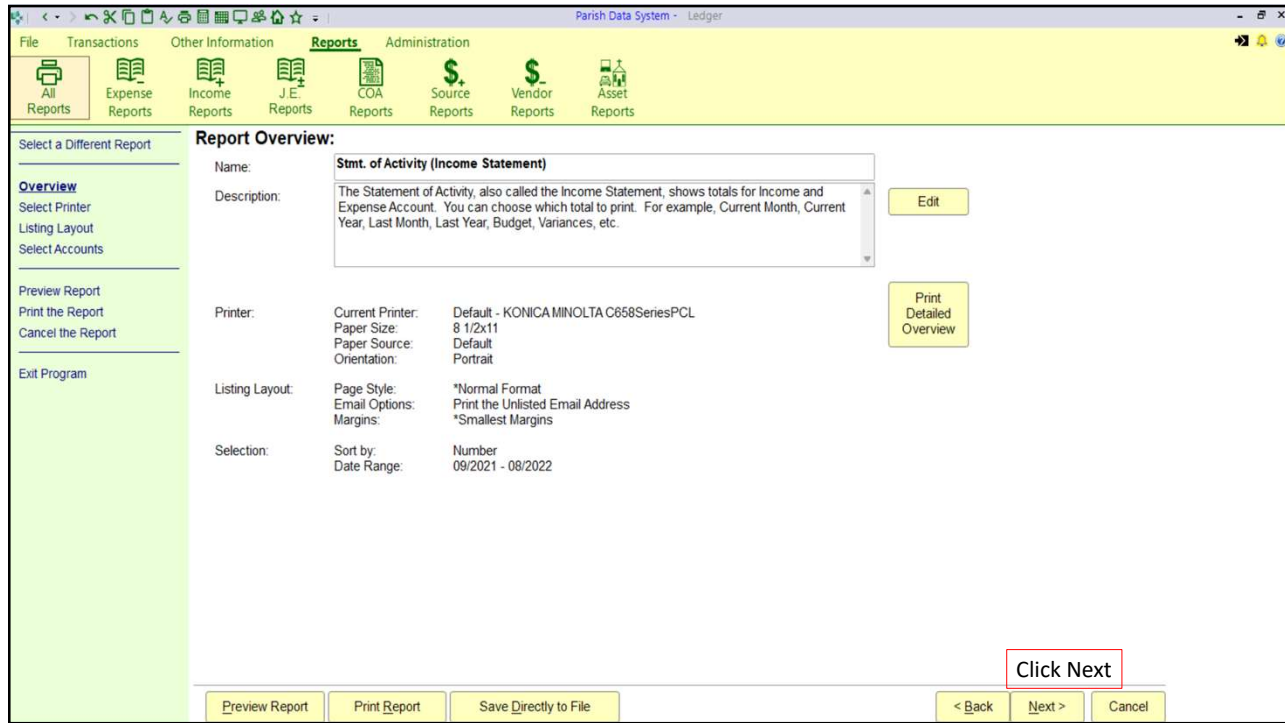 Parish Data System - Ledger
File Transactions Other Information Reports Administration
All Reports
Expense Reports
Income Reports
J.E. Reports
COA Reports
Source Reports
Vendor Reports
Asset Reports
Select a Different Report
Overview
Select Printer
Listing Layout
Select Accounts
Preview Report
Print the Report
Cancel the Report
Exit Program
Report Overview:
Name: Stmt. of Activity (Income Statement)
Description: The Statement of Activity, also called the Income Statement, shows totals for Income and
Expense Account. You can choose which total to print. For example, Current Month, Current
Year, Last Month, Last Year, Budget, Variances, etc.
Edit
Print
Detailed
Overview
Printer: Current Printer: Default - KONICA MINOLTA C658SeriesPCL
Paper Size: 8 1/2x11
Paper Source: Default
Orientation: Portrait
Listing Layout: Page Style: *Normal Format
Email Options: Print the Unlisted Email Address
Margins: *Smallest Margins
Selection: Sort by: Number
Date Range: 09/2021 - 08/2022
Click Next
Preview Report Print Report Save Directly to File < Back Next > Cancel